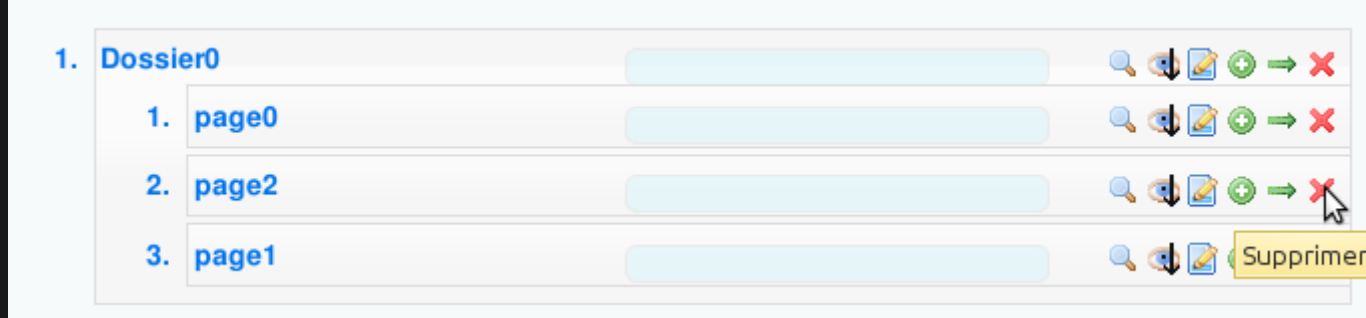 1. Dossier0
1. page0
2. page2
3. page1
Supprimer